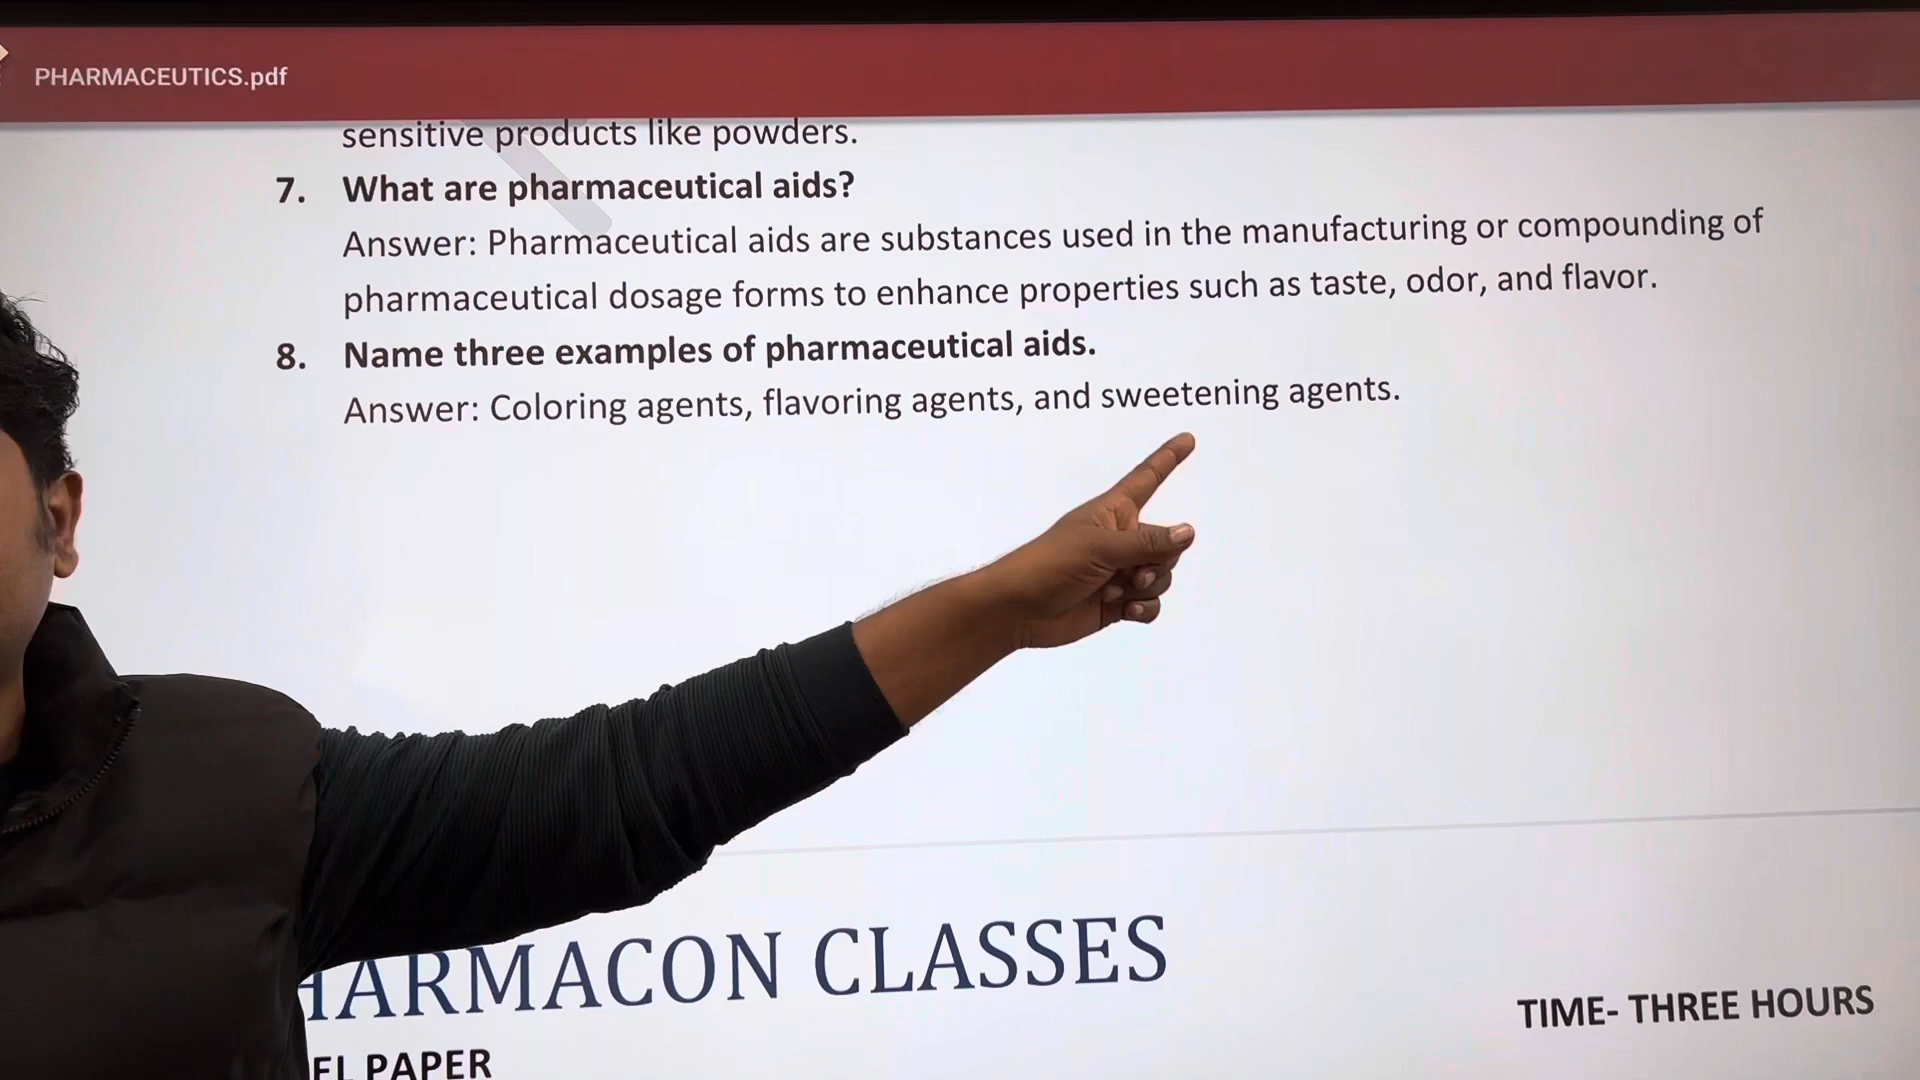 PHARMACEUTICS.pdf
sensitive products like powders.
7. What are pharmaceutical aids?
Answer: Pharmaceutical aids are substances used in the manufacturing or compounding of
pharmaceutical dosage forms to enhance properties such as taste, odor, and flavor.
8. Name three examples of pharmaceutical aids.
Answer: Coloring agents, flavoring agents, and sweetening agents.
HARMACON CLASSES
TIME- THREE HOURS
EL PAPER